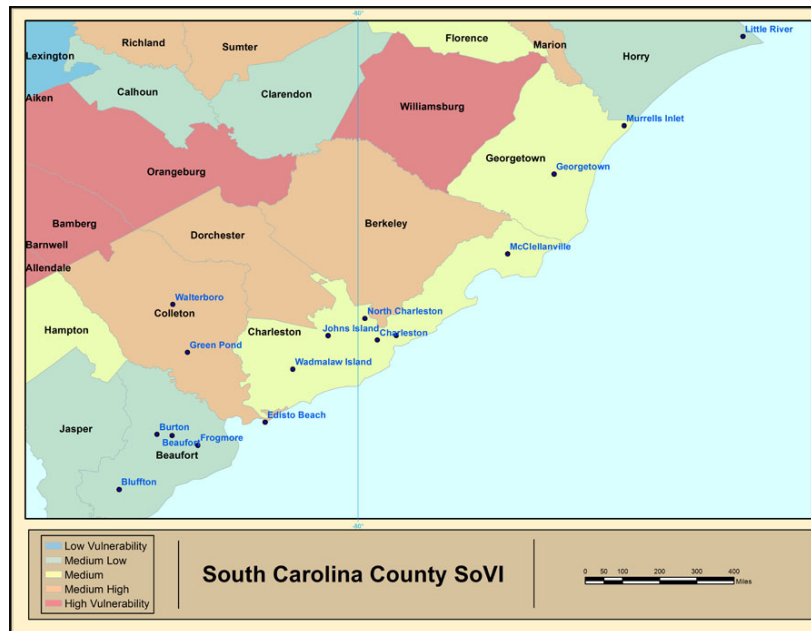 Richland
Sumter
Florence
Marion
Little River
Lexington
Horry
Calhoun
Clarendon
Aiken
Williamsburg
Murrells Inlet
Georgetown
Orangeburg
Georgetown
Bamberg
Berkeley
Dorchester
Barnwell
McClellanville
Allendale
Walterboro
Colleton
North Charleston
Hampton
Charleston
Johns Island
Charleston
Green Pond
Wadmalaw Island
Edisto Beach
Jasper
Burton
Beaufort
Frogmore
Beaufort
Bluffton
-80°
-80°
Low Vulnerability
Medium Low
Medium
Medium High
High Vulnerability
South Carolina County SoVI
0 50 100 200 300 400
Miles